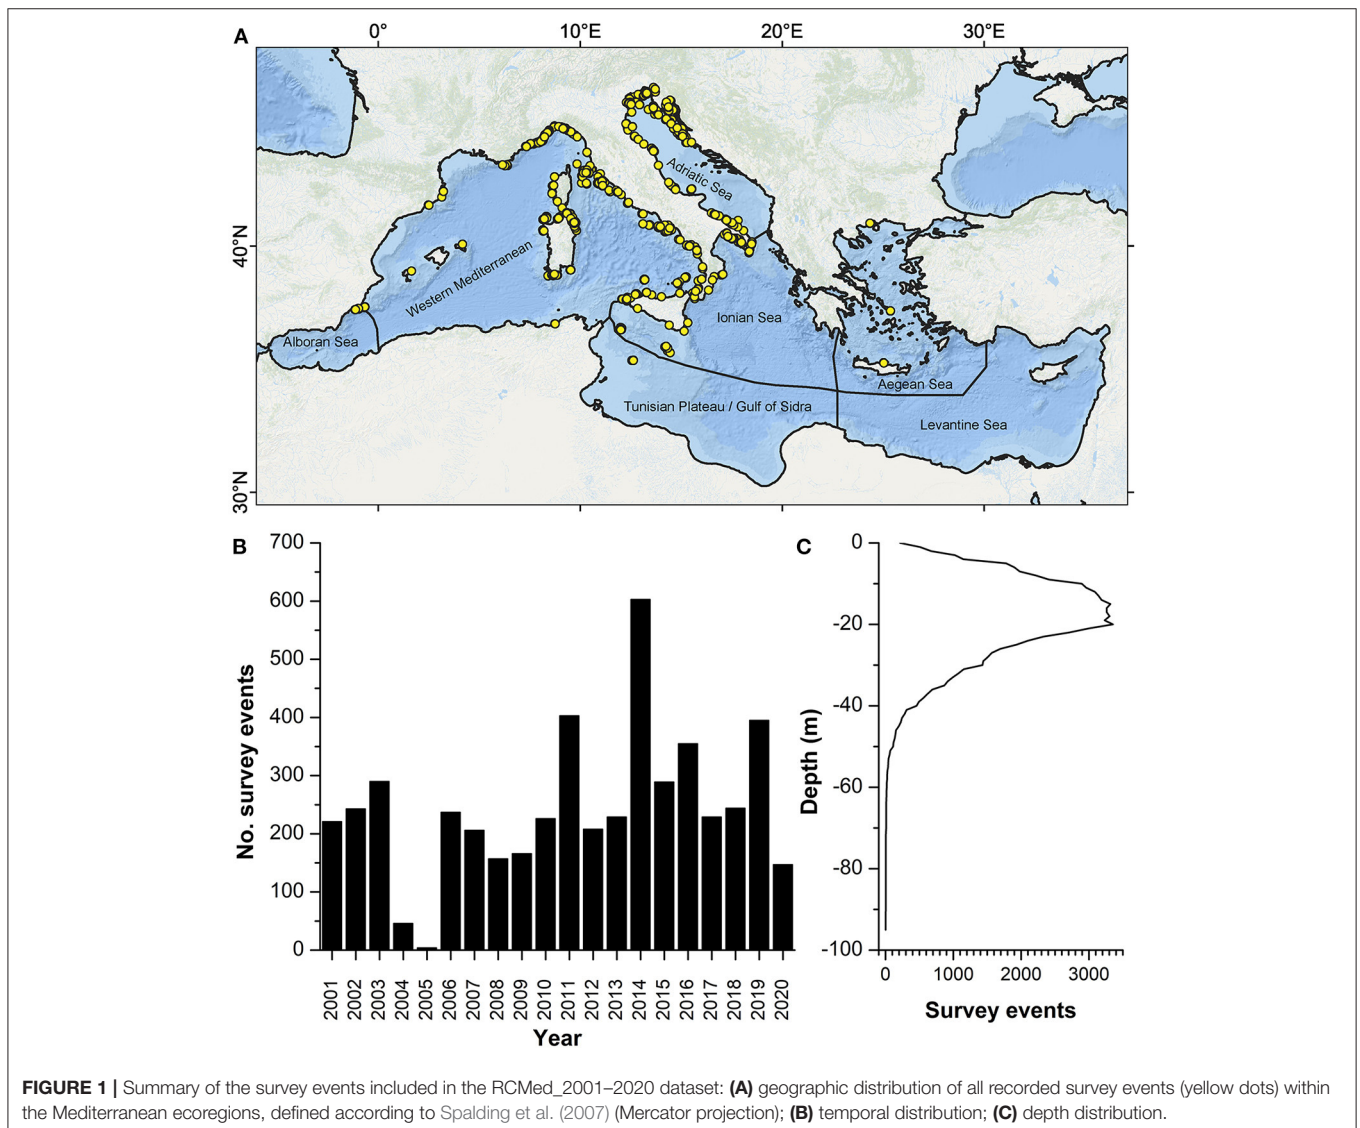 A
0°
10°E
20°E
30°E
40°N
30°N
Adriatic Sea
Western Mediterranean
Ionian Sea
Alboran Sea
Aegean Sea
Tunisian Plateau / Gulf of Sidra
Levantine Sea
B
700
600
500
400
300
200
100
0
No. survey events
2001
2002
2003
2004
2005
2006
2007
2008
2009
2010
2011
2012
2013
2014
2015
2016
2017
2018
2019
2020
Year
C
0
-20
-40
-60
-80
-100
Depth (m)
0
1000
2000
3000
Survey events
FIGURE 1 | Summary of the survey events included in the RCMed_2001–2020 dataset: (A) geographic distribution of all recorded survey events (yellow dots) within
the Mediterranean ecoregions, defined according to Spalding et al. (2007) (Mercator projection); (B) temporal distribution; (C) depth distribution.